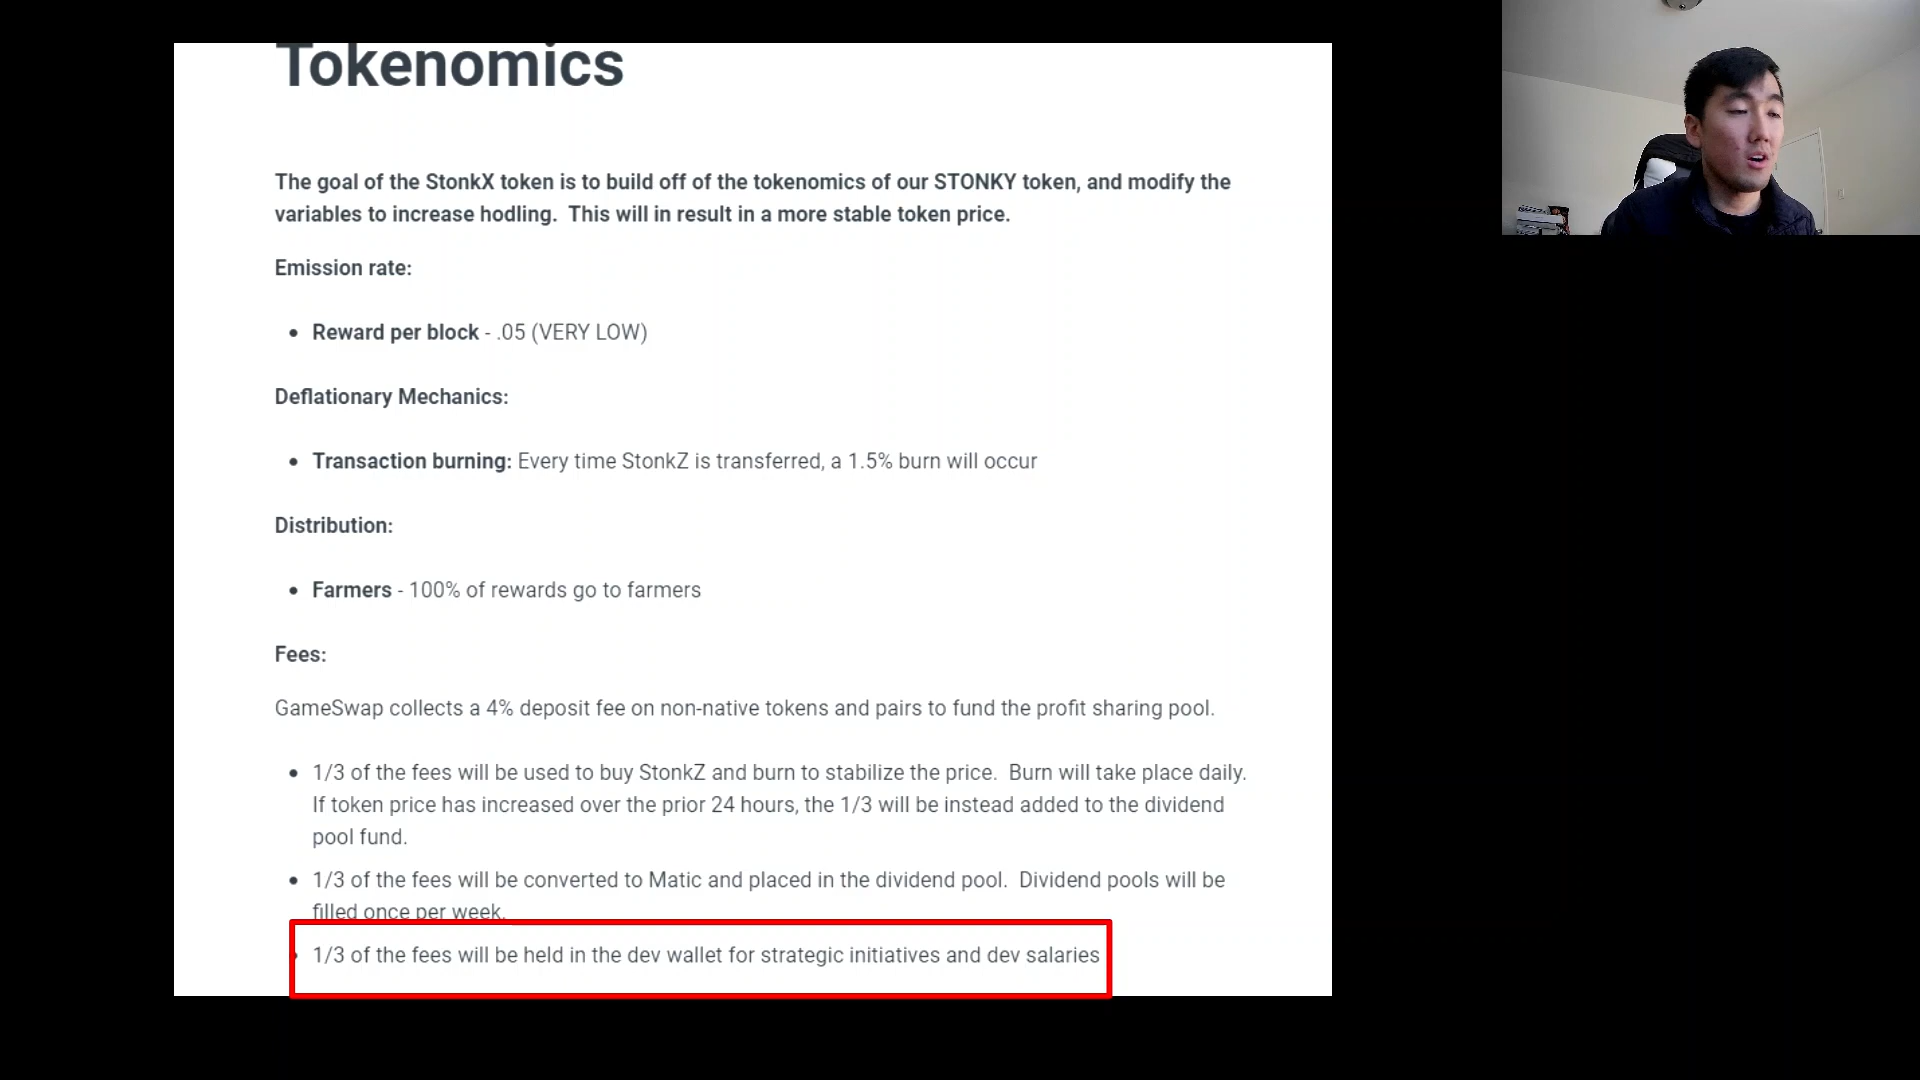 Tokenomics
The goal of the StonkX token is to build off of the tokenomics of our STONKY token, and modify the
variables to increase hodling.  This will in result in a more stable token price.
Emission rate:
• Reward per block - .05 (VERY LOW)
Deflationary Mechanics:
• Transaction burning: Every time StonkZ is transferred, a 1.5% burn will occur
Distribution:
• Farmers - 100% of rewards go to farmers
Fees:
GameSwap collects a 4% deposit fee on non-native tokens and pairs to fund the profit sharing pool.
• 1/3 of the fees will be used to buy StonkZ and burn to stabilize the price.  Burn will take place daily.
If token price has increased over the prior 24 hours, the 1/3 will be instead added to the dividend
pool fund.
• 1/3 of the fees will be converted to Matic and placed in the dividend pool.  Dividend pools will be
filled once per week.
• 1/3 of the fees will be held in the dev wallet for strategic initiatives and dev salaries